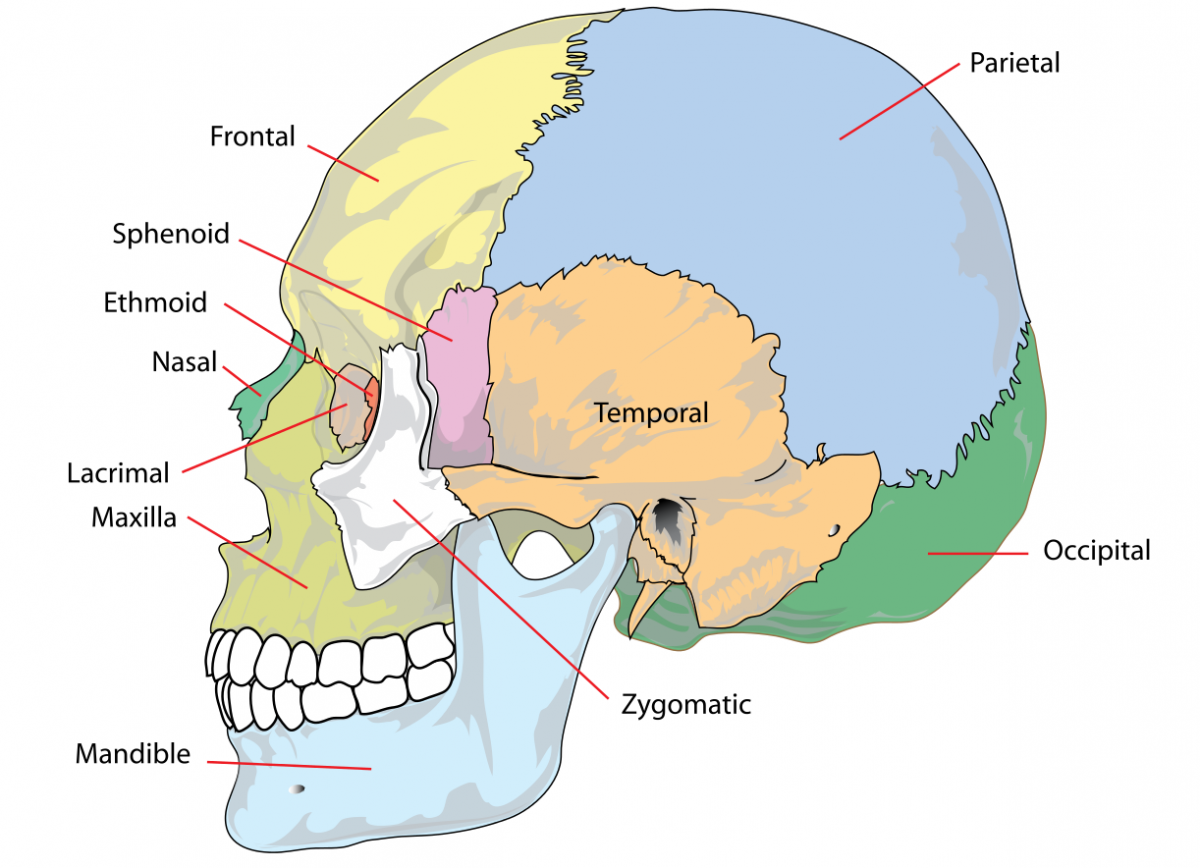 Parietal
Frontal
Sphenoid
Ethmoid
Nasal
Temporal
Lacrimal
Maxilla
Occipital
Zygomatic
Mandible